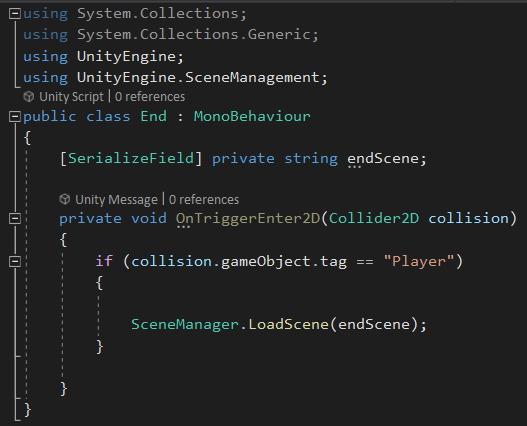 using System.Collections;
using System.Collections.Generic;
using UnityEngine;
using UnityEngine.SceneManagement;
Unity Script | 0 references
public class End : MonoBehaviour
{
[SerializeField] private string endScene;
Unity Message | 0 references
private void OnTriggerEnter2D(Collider2D collision)
{
if (collision.gameObject.tag == "Player")
{
SceneManager.LoadScene(endScene);
}
}
}